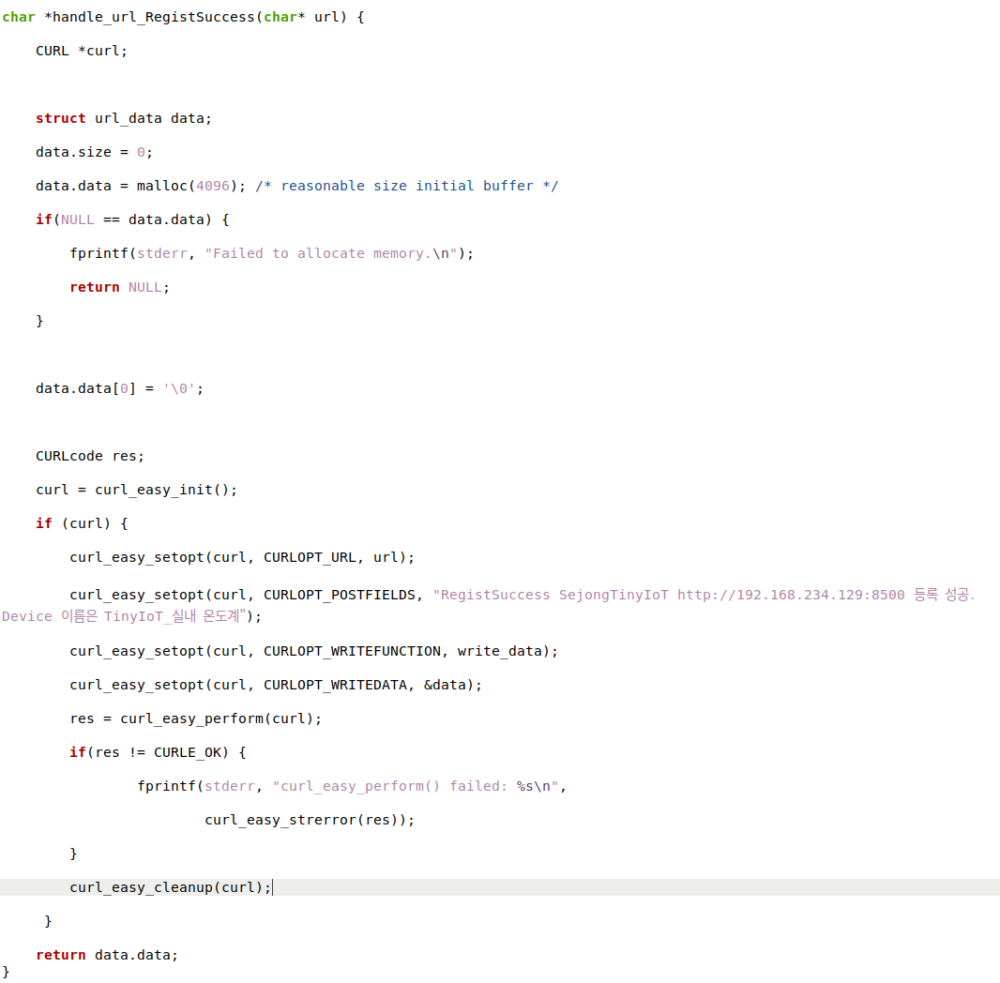 char *handle_url_RegistSuccess(char* url) {
    CURL *curl;
    struct url_data data;
    data.size = 0;
    data.data = malloc(4096); /* reasonable size initial buffer */
    if(NULL == data.data) {
        fprintf(stderr, "Failed to allocate memory.\n");
        return NULL;
    }
    data.data[0] = '\0';
    CURLcode res;
    curl = curl_easy_init();
    if (curl) {
        curl_easy_setopt(curl, CURLOPT_URL, url);
        curl_easy_setopt(curl, CURLOPT_POSTFIELDS, "RegistSuccess SejongTinyIoT http://192.168.234.129:8500 등록 성공.
Device 이름은 TinyIoT_실내 온도계");
        curl_easy_setopt(curl, CURLOPT_WRITEFUNCTION, write_data);
        curl_easy_setopt(curl, CURLOPT_WRITEDATA, &data);
        res = curl_easy_perform(curl);
        if(res != CURLE_OK) {
                fprintf(stderr, "curl_easy_perform() failed: %s\n",
                        curl_easy_strerror(res));
        }
        curl_easy_cleanup(curl);
     }
    return data.data;
}